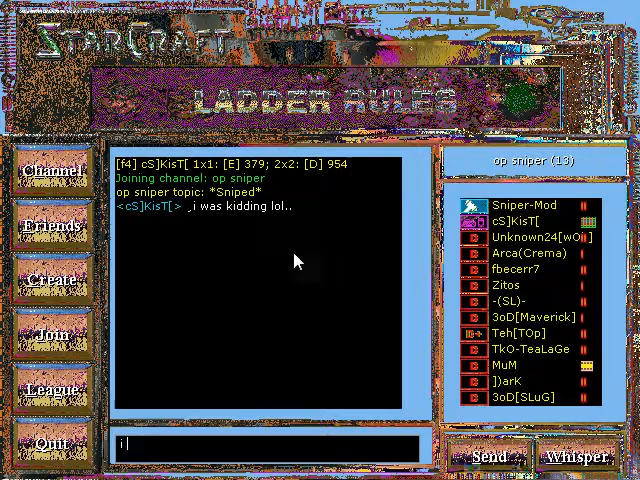 StarCraft
LADDER RULES
Channel
Friends
Create
Join
League
Quit
[f4] cS]KisT[ 1x1: [E] 379; 2x2: [D] 954
Joining channel: op sniper
op sniper topic: *Sniped*
<cS]KisT[> _i was kidding lol..
i
op sniper (13)
Sniper-Mod
cS]KisT[
Arca(Crema)
fbecerr7
Zitos
-(SL)-
3oD[Maverick]
Teh[TOp]
TkO-TeaLaGe
MuM
])arK
3oD[SLuG]
Send
Whisper